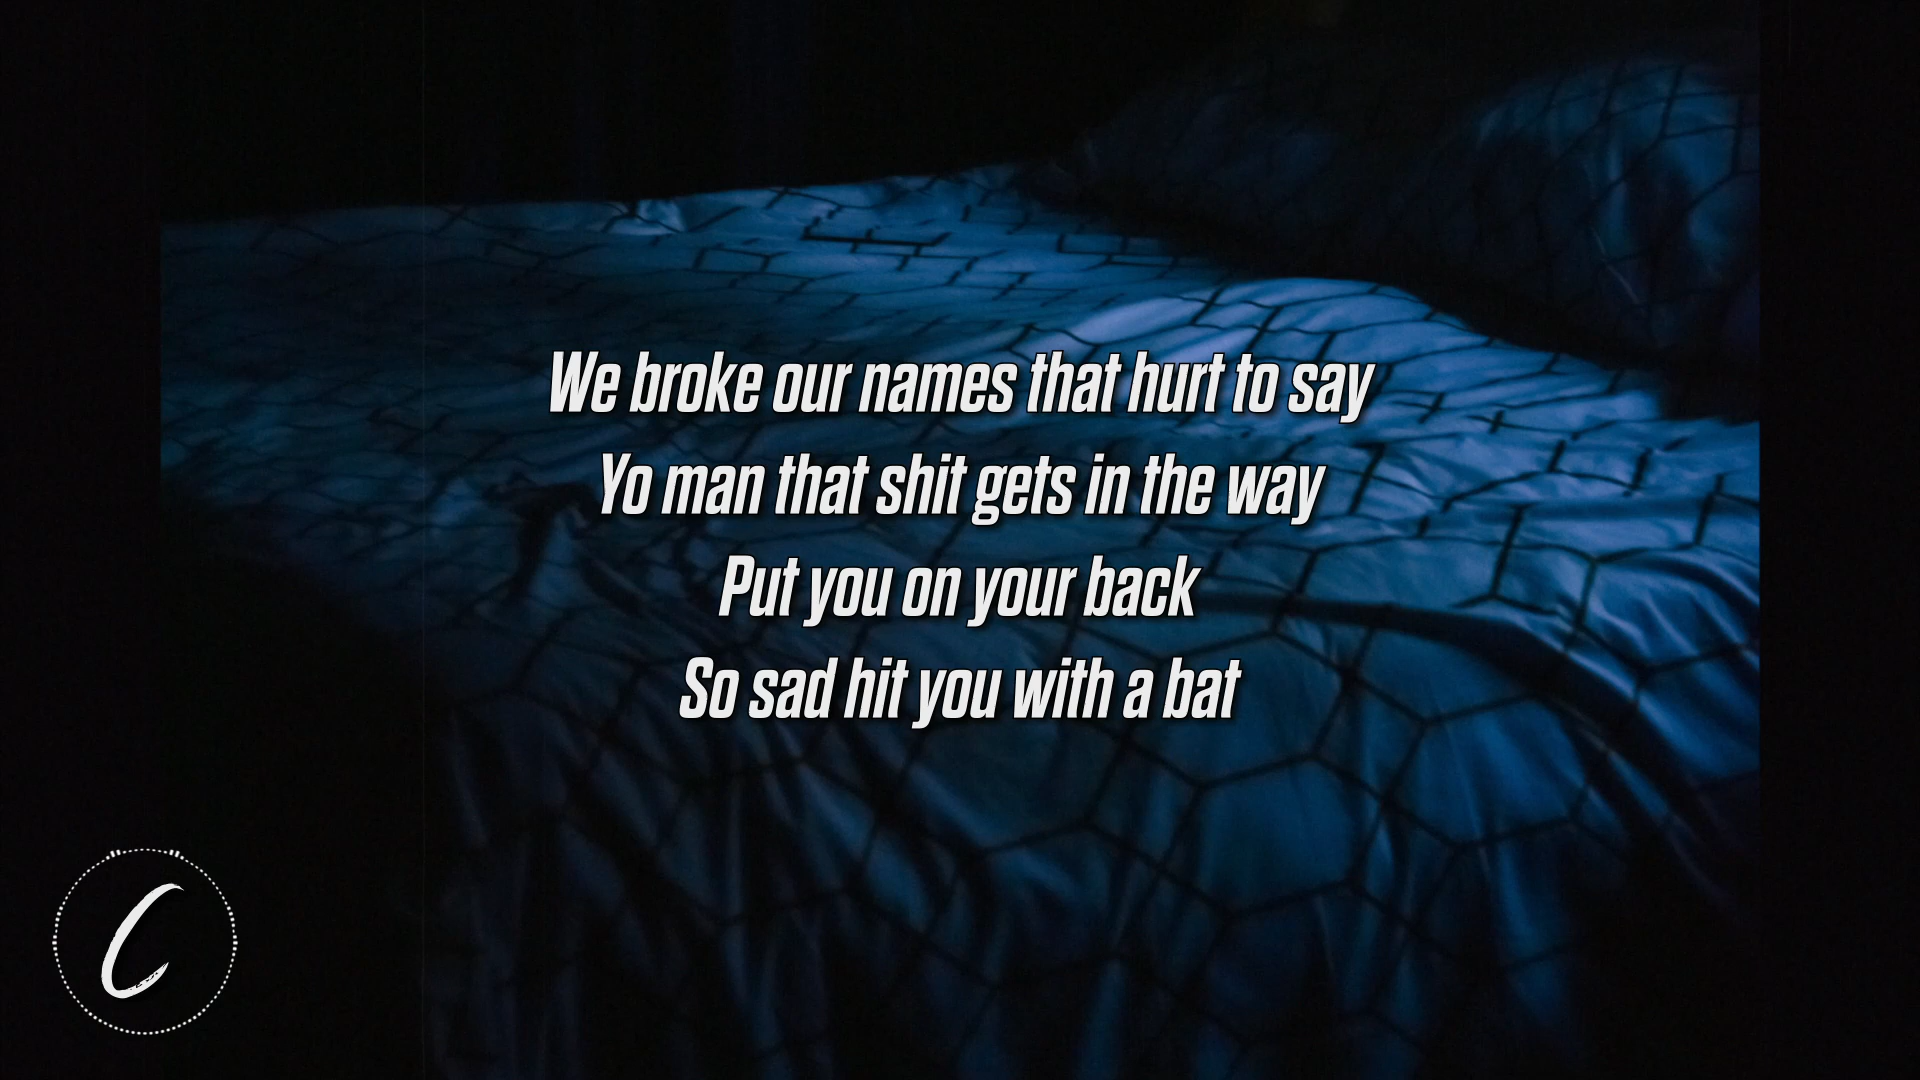 We broke our names that hurt to say
Yo man that shit gets in the way
Put you on your back
So sad hit you with a bat
C